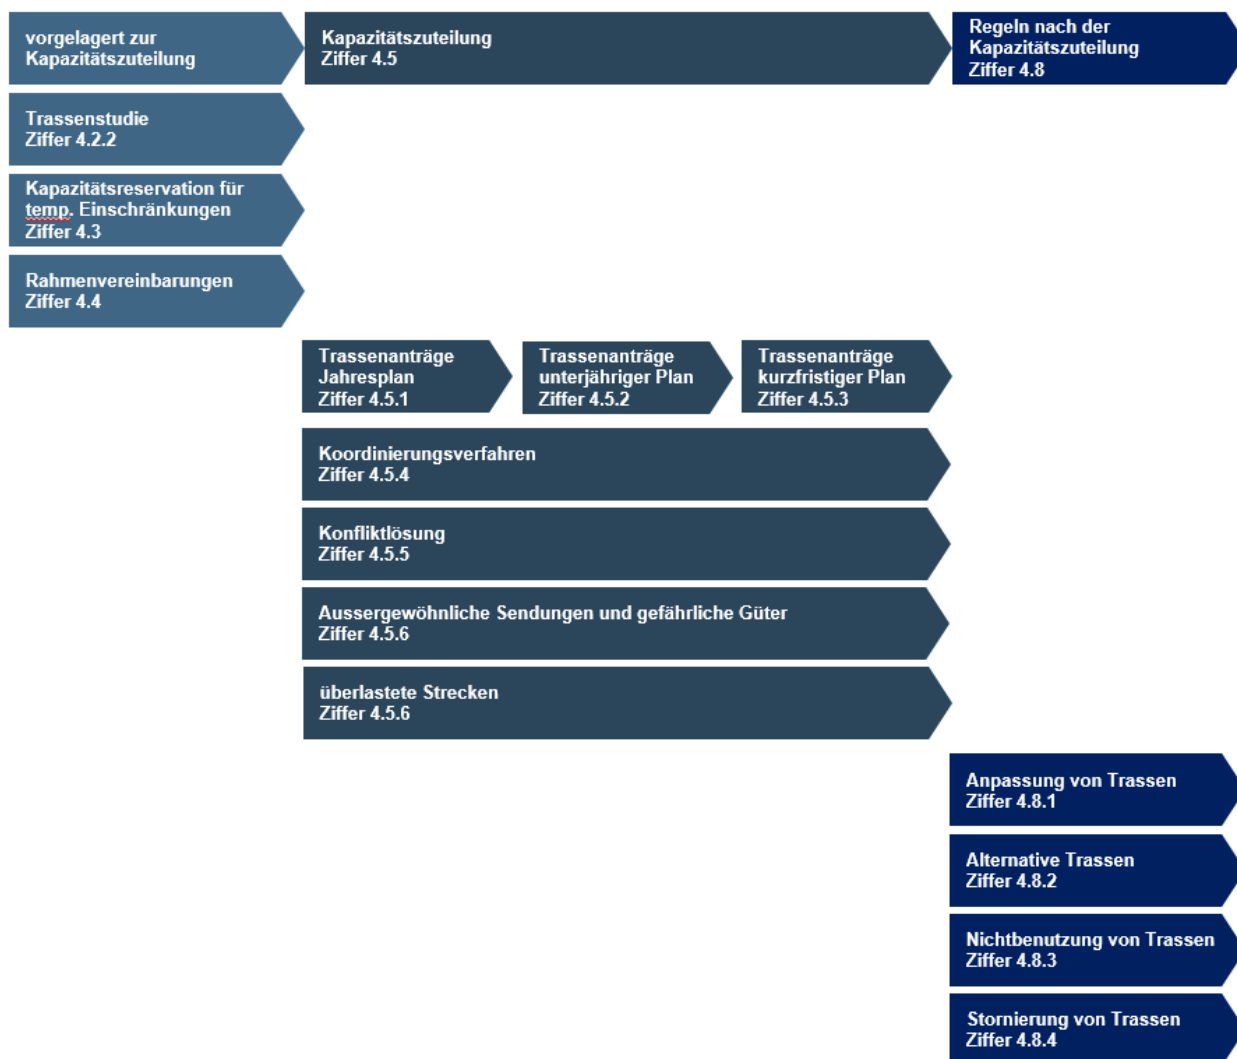 vorgelagert zur
Kapazitätszuteilung
Kapazitätszuteilung
Ziffer 4.5
Regeln nach der
Kapazitätszuteilung
Ziffer 4.8
Trassenstudie
Ziffer 4.2.2
Kapazitätsreservation für
temp. Einschränkungen
Ziffer 4.3
Rahmenvereinbarungen
Ziffer 4.4
Trassenanträge
Jahresplan
Ziffer 4.5.1
Trassenanträge
unterjähriger Plan
Ziffer 4.5.2
Trassenanträge
kurzfristiger Plan
Ziffer 4.5.3
Koordinierungsverfahren
Ziffer 4.5.4
Konfliktlösung
Ziffer 4.5.5
Aussergewöhnliche Sendungen und gefährliche Güter
Ziffer 4.5.6
überlastete Strecken
Ziffer 4.5.6
Anpassung von Trassen
Ziffer 4.8.1
Alternative Trassen
Ziffer 4.8.2
Nichtbenutzung von Trassen
Ziffer 4.8.3
Stornierung von Trassen
Ziffer 4.8.4